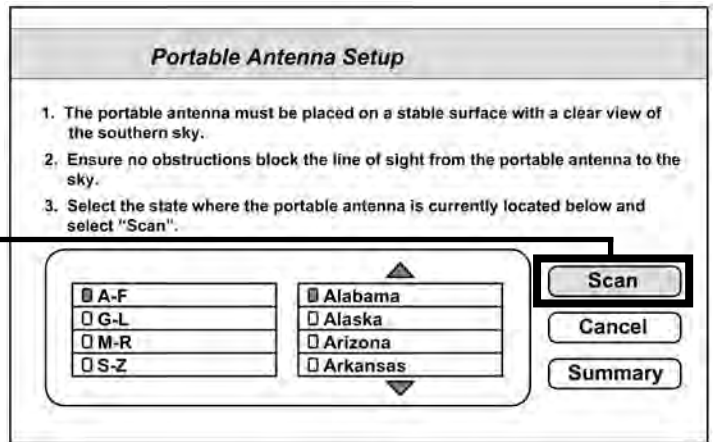 Portable Antenna Setup
1. The portable antenna must be placed on a stable surface with a clear view of
the southern sky.
2. Ensure no obstructions block the line of sight from the portable antenna to the
sky.
3. Select the state where the portable antenna is currently located below and
select "Scan".
A-F
G-L
M-R
S-Z
Alabama
Alaska
Arizona
Arkansas
Scan
Cancel
Summary